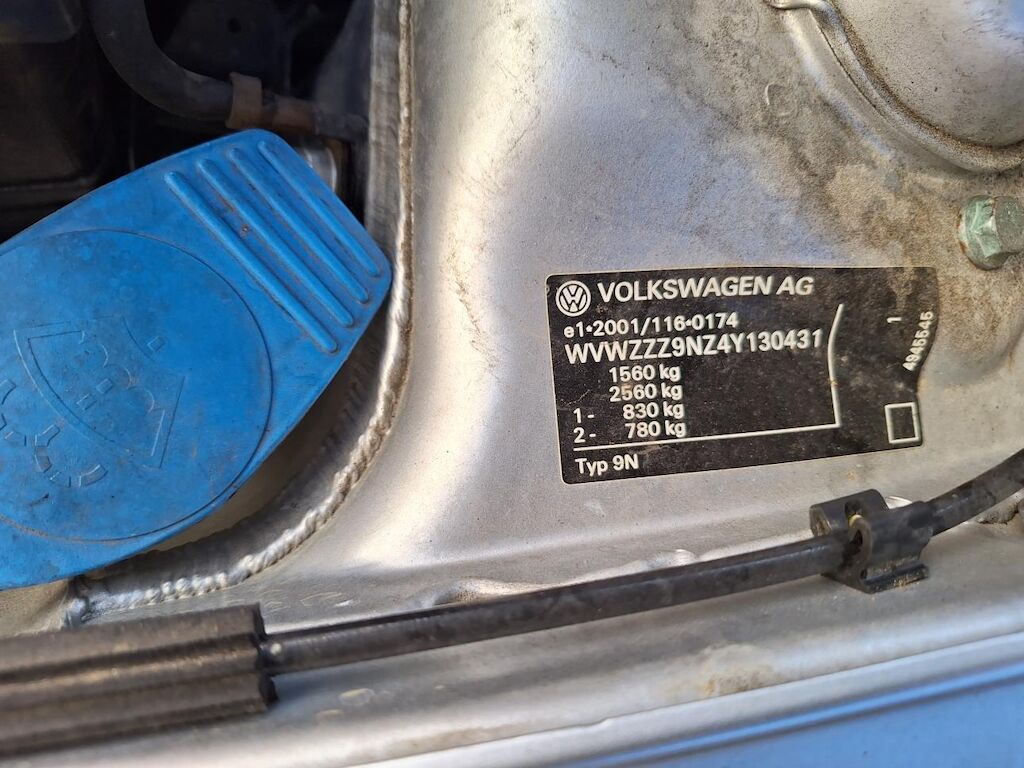 VOLKSWAGEN AG
e1*2001/116*0174
WVWZZZ9NZ4Y130431
1560 kg
2560 kg
1- 830 kg
2- 780 kg
Typ 9N
1
4945545